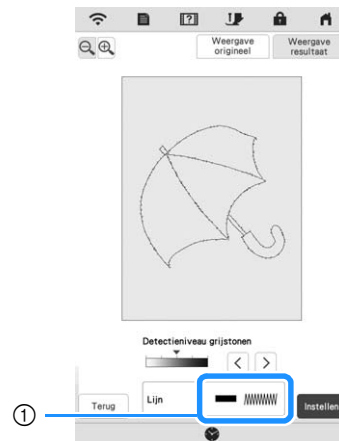 ?
Weergave
origineel
Weergave
resultaat
Detectieniveau grijstonen
Lijn
Terug
Instellen
①